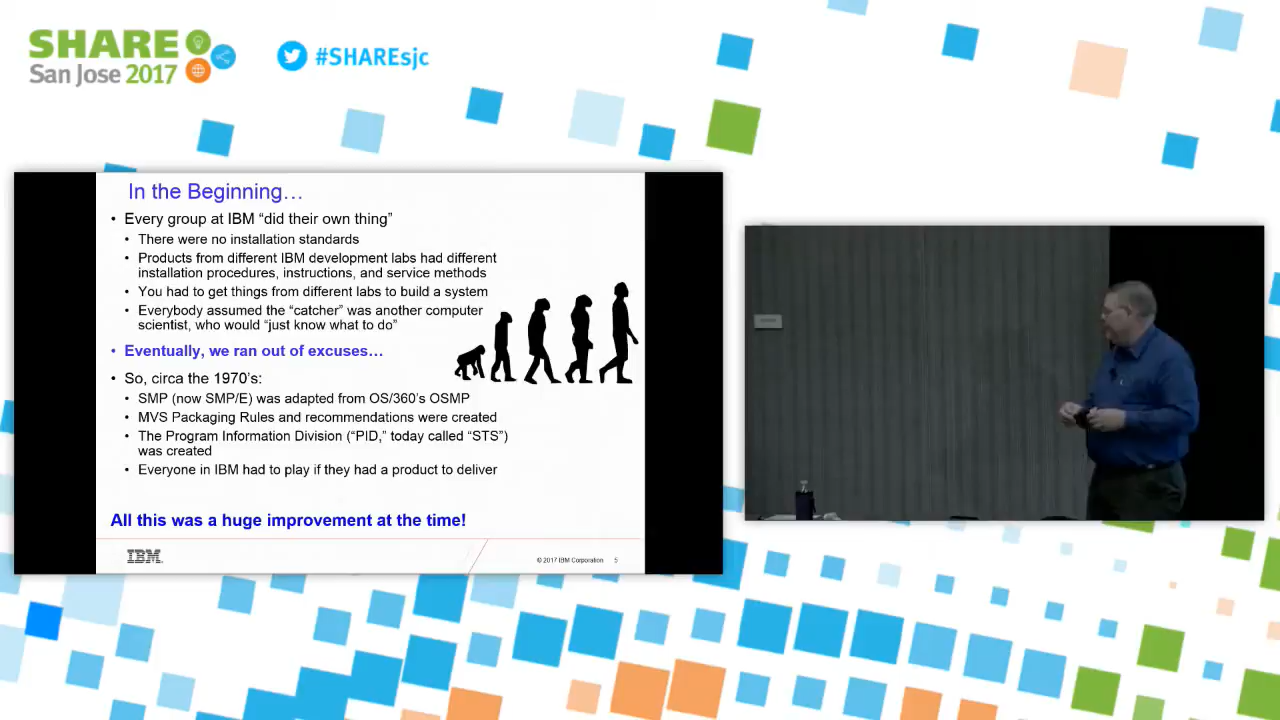 SHARE
San Jose 2017
#SHAREsjc
In the Beginning…
• Every group at IBM “did their own thing”
• There were no installation standards
• Products from different IBM development labs had different
installation procedures, instructions, and service methods
• You had to get things from different labs to build a system
• Everybody assumed the “catcher” was another computer
scientist, who would “just know what to do”
• Eventually, we ran out of excuses…
• So, circa the 1970’s:
• SMP (now SMP/E) was adapted from OS/360’s OSMP
• MVS Packaging Rules and recommendations were created
• The Program Information Division (“PID,” today called “STS”)
was created
• Everyone in IBM had to play if they had a product to deliver
All this was a huge improvement at the time!
IBM
© 2017 IBM Corporation 5